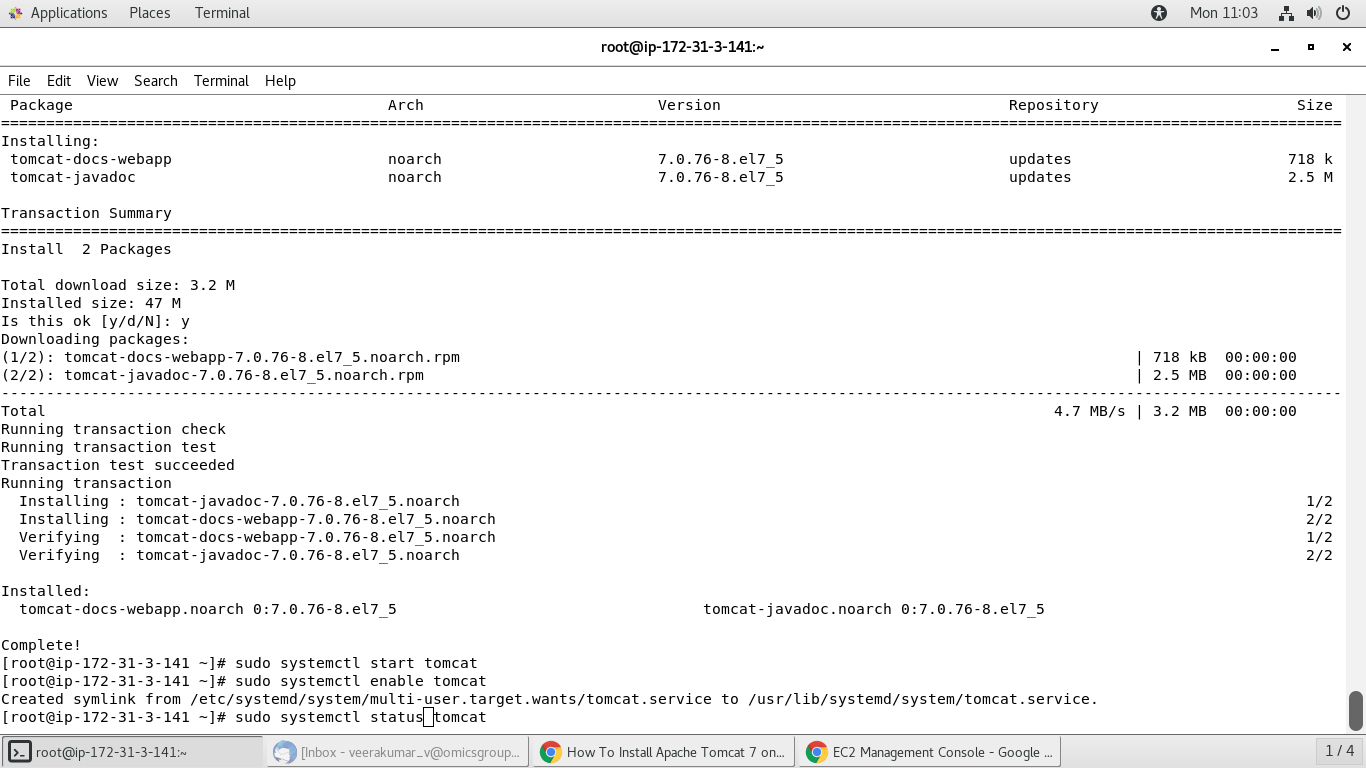 Applications Places Terminal Mon 11:03
root@ip-172-31-3-141:~
File Edit View Search Terminal Help
Package Arch Version Repository Size
================================================================================
Installing:
tomcat-docs-webapp noarch 7.0.76-8.el7_5 updates 718 k
tomcat-javadoc noarch 7.0.76-8.el7_5 updates 2.5 M
Transaction Summary
================================================================================
Install 2 Packages
Total download size: 3.2 M
Installed size: 47 M
Is this ok [y/d/N]: y
Downloading packages:
(1/2): tomcat-docs-webapp-7.0.76-8.el7_5.noarch.rpm | 718 kB 00:00:00
(2/2): tomcat-javadoc-7.0.76-8.el7_5.noarch.rpm | 2.5 MB 00:00:00
--------------------------------------------------------------------------------
Total 4.7 MB/s | 3.2 MB 00:00:00
Running transaction check
Running transaction test
Transaction test succeeded
Running transaction
Installing : tomcat-javadoc-7.0.76-8.el7_5.noarch 1/2
Installing : tomcat-docs-webapp-7.0.76-8.el7_5.noarch 2/2
Verifying : tomcat-docs-webapp-7.0.76-8.el7_5.noarch 1/2
Verifying : tomcat-javadoc-7.0.76-8.el7_5.noarch 2/2
Installed:
tomcat-docs-webapp.noarch 0:7.0.76-8.el7_5 tomcat-javadoc.noarch 0:7.0.76-8.el7_5
Complete!
[root@ip-172-31-3-141 ~]# sudo systemctl start tomcat
[root@ip-172-31-3-141 ~]# sudo systemctl enable tomcat
Created symlink from /etc/systemd/system/multi-user.target.wants/tomcat.service to /usr/lib/systemd/system/tomcat.service.
[root@ip-172-31-3-141 ~]# sudo systemctl status tomcat
root@ip-172-31-3-141:~ [Inbox - veerakumar_v@omicsgroup... How To Install Apache Tomcat 7 on... EC2 Management Console - Google ... 1 / 4